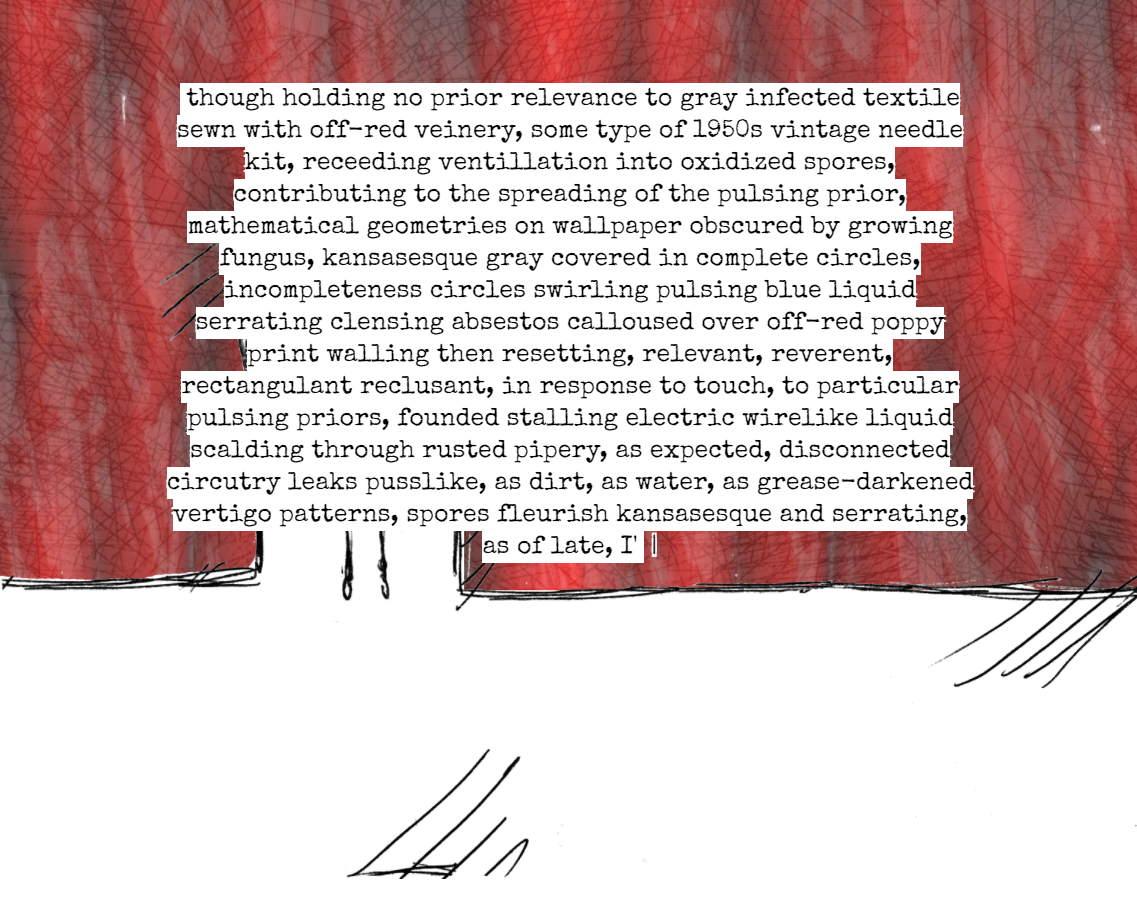 though holding no prior relevance to gray infected textile
sewn with off-red veinery, some type of 1950s vintage needle
kit, receeding ventillation into oxidized spores,
contributing to the spreading of the pulsing prior,
mathematical geometries on wallpaper obscured by growing
fungus, kansasesque gray covered in complete circles,
incompleteness circles swirling pulsing blue liquid
serrating clensing absestos calloused over off-red poppy
print walling then resetting, relevant, reverent,
rectangulant reclusant, in response to touch, to particular
pulsing priors, founded stalling electric wirelike liquid
scalding through rusted pipery, as expected, disconnected
circutry leaks pusslike, as dirt, as water, as grease-darkened
vertigo patterns, spores fleurish kansasesque and serrating,
as of late, I'